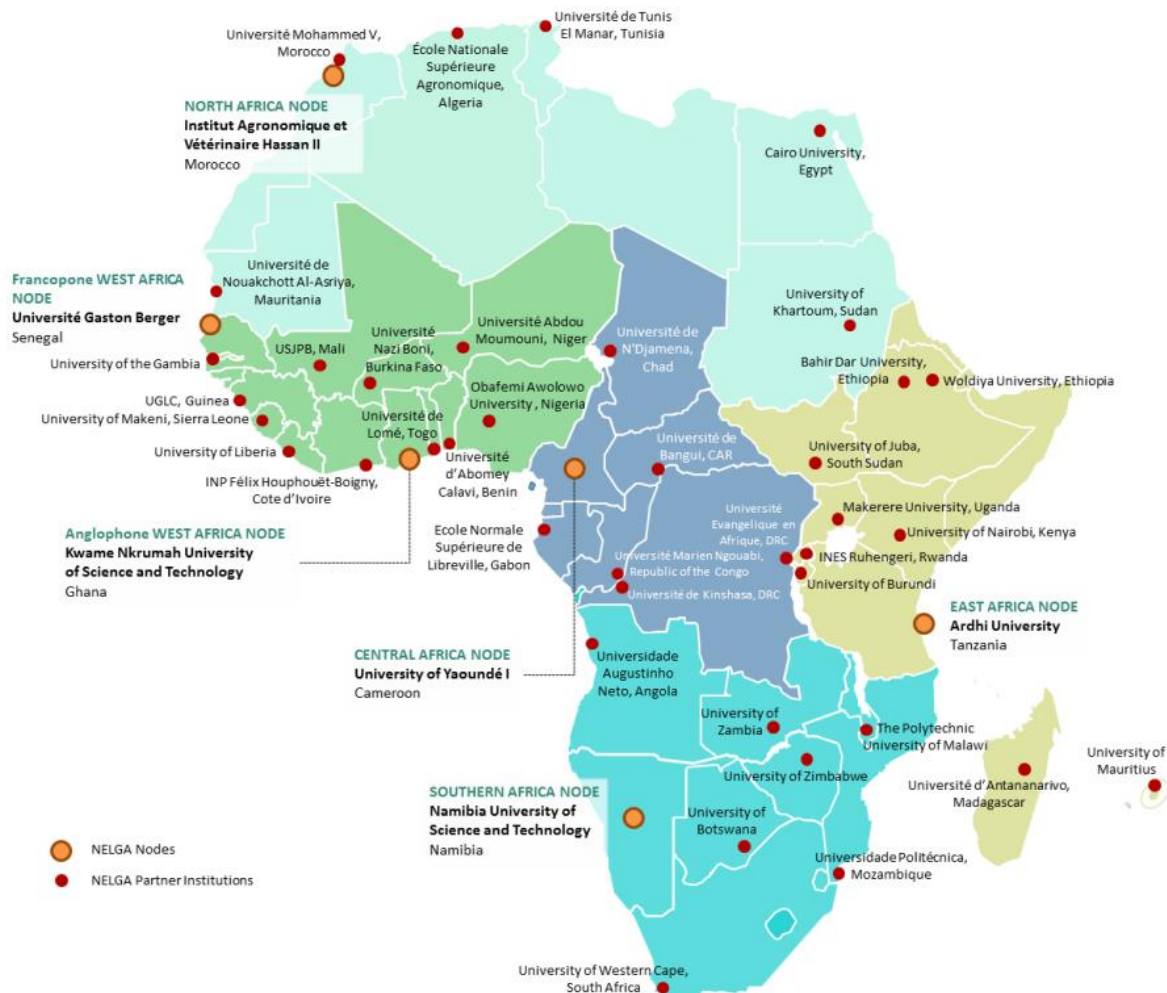 Université de Tunis
El Manar, Tunisia
Université Mohammed V,
Morocco
École Nationale
Supérieure
Agronomique,
Algeria
NORTH AFRICA NODE
Institut Agronomique et
Vétérinaire Hassan II
Morocco
Cairo University,
Egypt
Francopone WEST AFRICA
NODE
Université Gaston Berger
Senegal
Université de
Nouakchott Al-Asriya,
Mauritania
University of
Khartoum, Sudan
University of the Gambia
USJPB, Mali
Université
Nazi Boni,
Burkina Faso
Université Abdou
Moumouni, Niger
Université de
N'Djamena,
Chad
Bahir Dar University,
Ethiopia
Woldiya University, Ethiopia
UGLC, Guinea
University of Makeni, Sierra Leone
University of Liberia
INP Félix Houphouët-Boigny,
Cote d'Ivoire
Université de
Lomé, Togo
Obafemi Awolowo
University, Nigeria
Université
d'Abomey
Calavi, Benin
Université de
Bangui, CAR
University of Juba,
South Sudan
Anglophone WEST AFRICA NODE
Kwame Nkrumah University
of Science and Technology
Ghana
Ecole Normale
Supérieure de
Libreville, Gabon
Université
Evangelique en
Afrique, DRC
Université Marien Ngouabi,
Republic of the Congo
Université de Kinshasa, DRC
Makerere University, Uganda
University of Nairobi, Kenya
INES Ruhengeri, Rwanda
University of Burundi
EAST AFRICA NODE
Ardhi University
Tanzania
CENTRAL AFRICA NODE
University of Yaoundé I
Cameroon
Universidade
Augustinho
Neto, Angola
University of
Zambia
The Polytechnic
University of Malawi
University of Zimbabwe
Université d'Antananarivo,
Madagascar
University of
Mauritius
SOUTHERN AFRICA NODE
Namibia University of
Science and Technology
Namibia
University of
Botswana
Universidade Politécnica,
Mozambique
University of Western Cape,
South Africa
NELGA Nodes
NELGA Partner Institutions